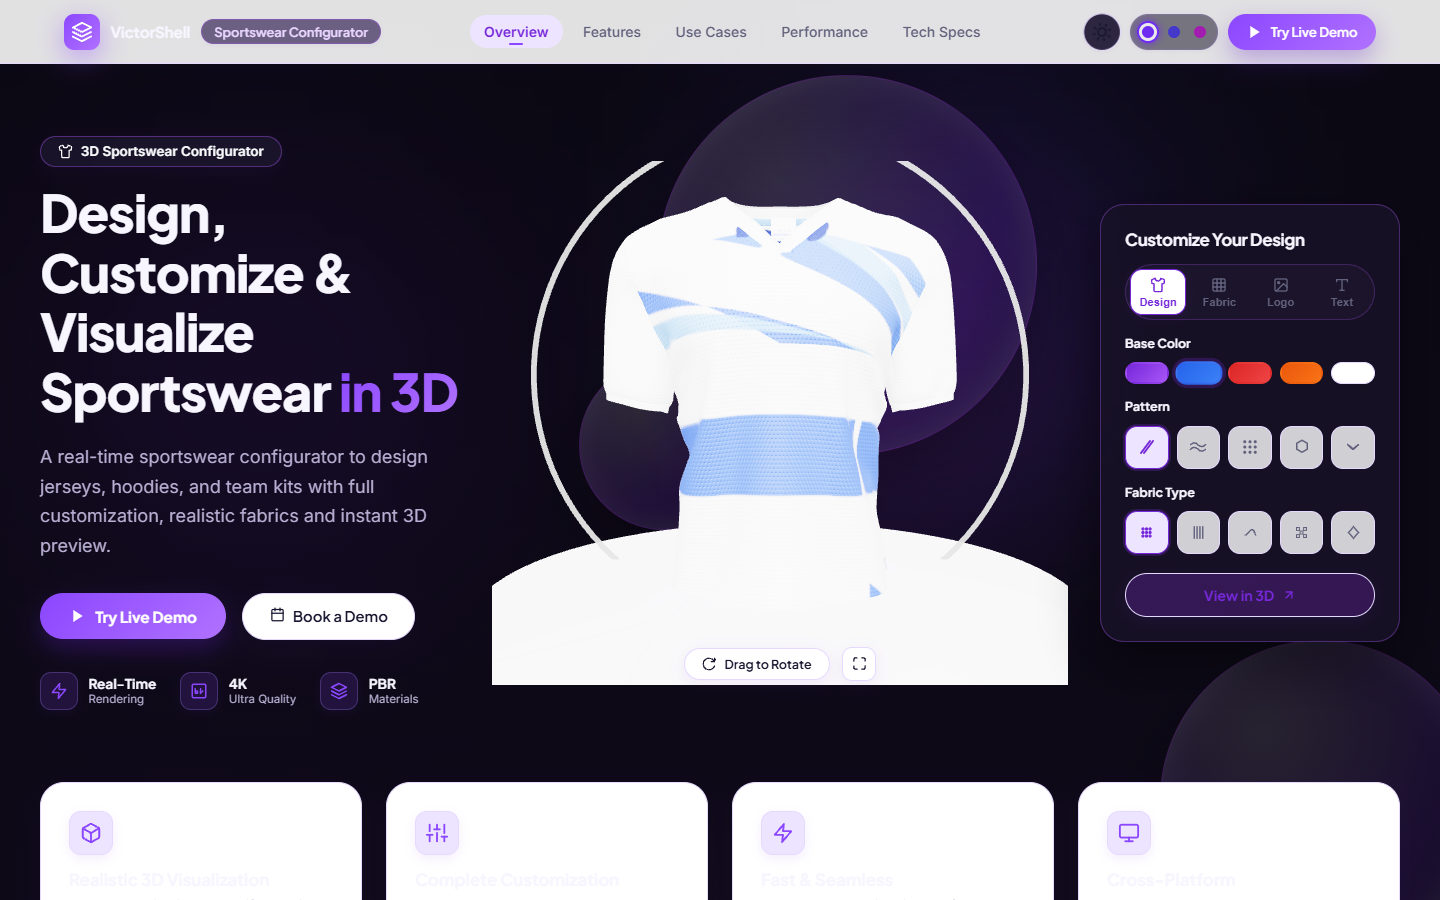 VictorShell
Sportswear Configurator
Overview
Features
Use Cases
Performance
Tech Specs
Try Live Demo
3D Sportswear Configurator
Design,
Customize &
Visualize
Sportswear in 3D
A real-time sportswear configurator to design
jerseys, hoodies, and team kits with full
customization, realistic fabrics and instant 3D
preview.
Try Live Demo
Book a Demo
Real-Time
Rendering
4K
Ultra Quality
PBR
Materials
Drag to Rotate
Customize Your Design
Design
Fabric
Logo
Text
Base Color
Pattern
Fabric Type
View in 3D
Realistic 3D Visualization
Complete Customization
Fast & Seamless
Cross-Platform